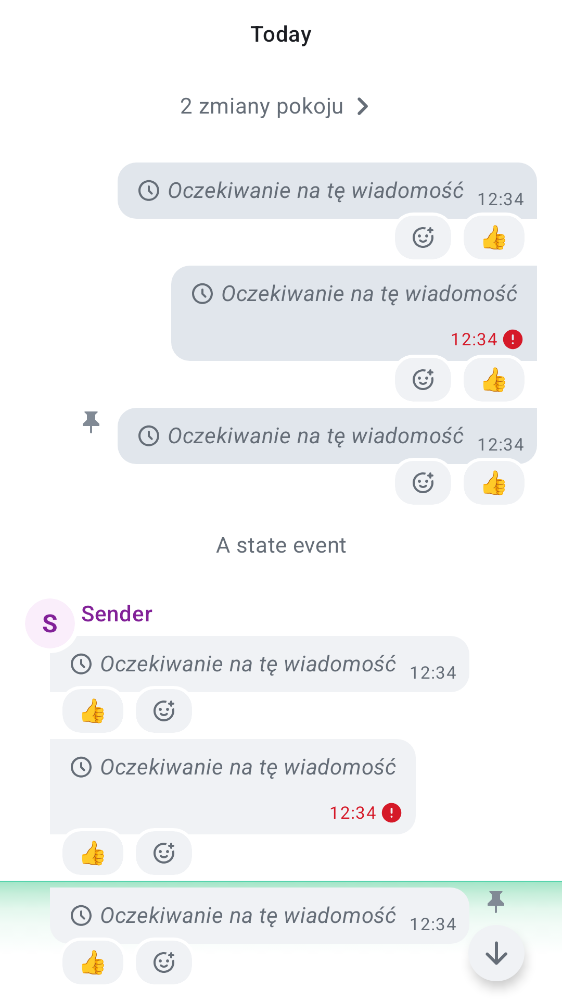 Today
2 zmiany pokoju
Oczekiwanie na tę wiadomość 12:34
Oczekiwanie na tę wiadomość
12:34
Oczekiwanie na tę wiadomość 12:34
A state event
S Sender
Oczekiwanie na tę wiadomość 12:34
Oczekiwanie na tę wiadomość
12:34
Oczekiwanie na tę wiadomość 12:34